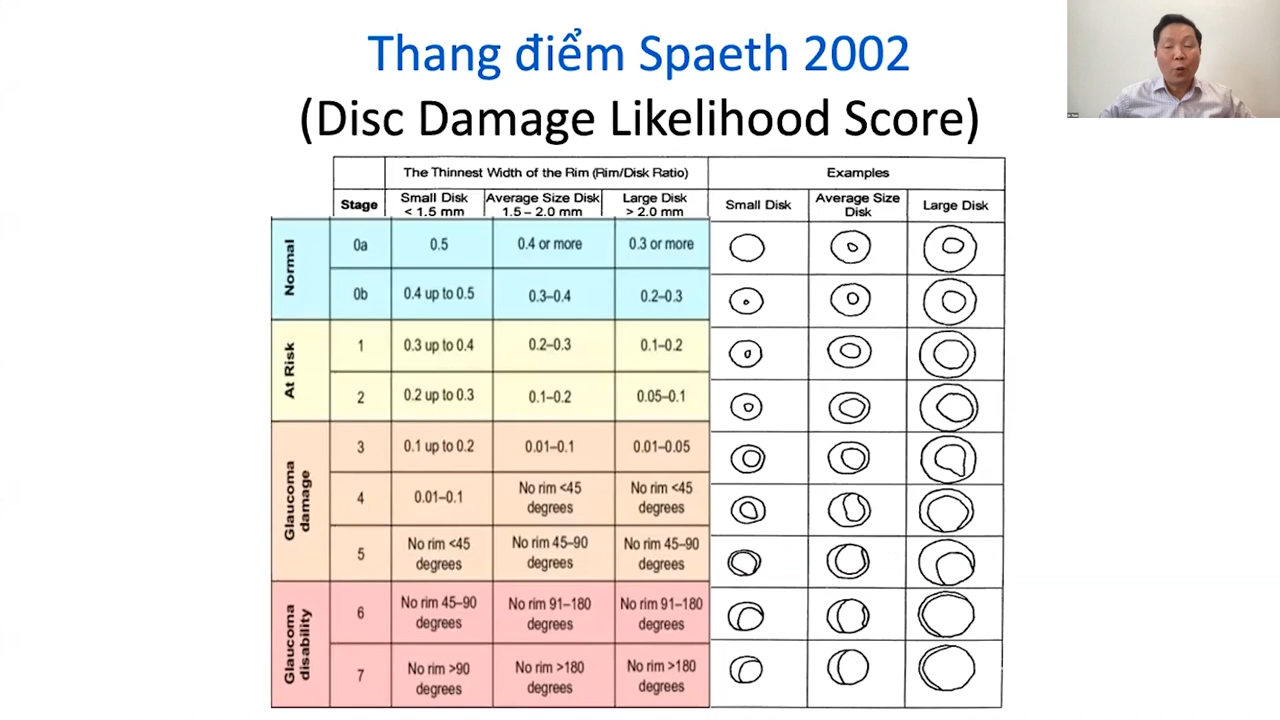 Thang điểm Spaeth 2002
(Disc Damage Likelihood Score)
The Thinnest Width of the Rim (Rim/Disk Ratio)
Examples
Stage
Small Disk
< 1.5 mm
Average Size Disk
1.5 – 2.0 mm
Large Disk
> 2.0 mm
Small Disk
Average Size
Disk
Large Disk
Normal
0a
0.5
0.4 or more
0.3 or more
0b
0.4 up to 0.5
0.3–0.4
0.2–0.3
At Risk
1
0.3 up to 0.4
0.2–0.3
0.1–0.2
2
0.2 up to 0.3
0.1–0.2
0.05–0.1
Glaucoma
damage
3
0.1 up to 0.2
0.01–0.1
0.01–0.05
4
0.01–0.1
No rim <45
degrees
No rim <45
degrees
5
No rim <45
degrees
No rim 45–90
degrees
No rim 45–90
degrees
Glaucoma
disability
6
No rim 45–90
degrees
No rim 91–180
degrees
No rim 91–180
degrees
7
No rim >90
degrees
No rim >180
degrees
No rim >180
degrees